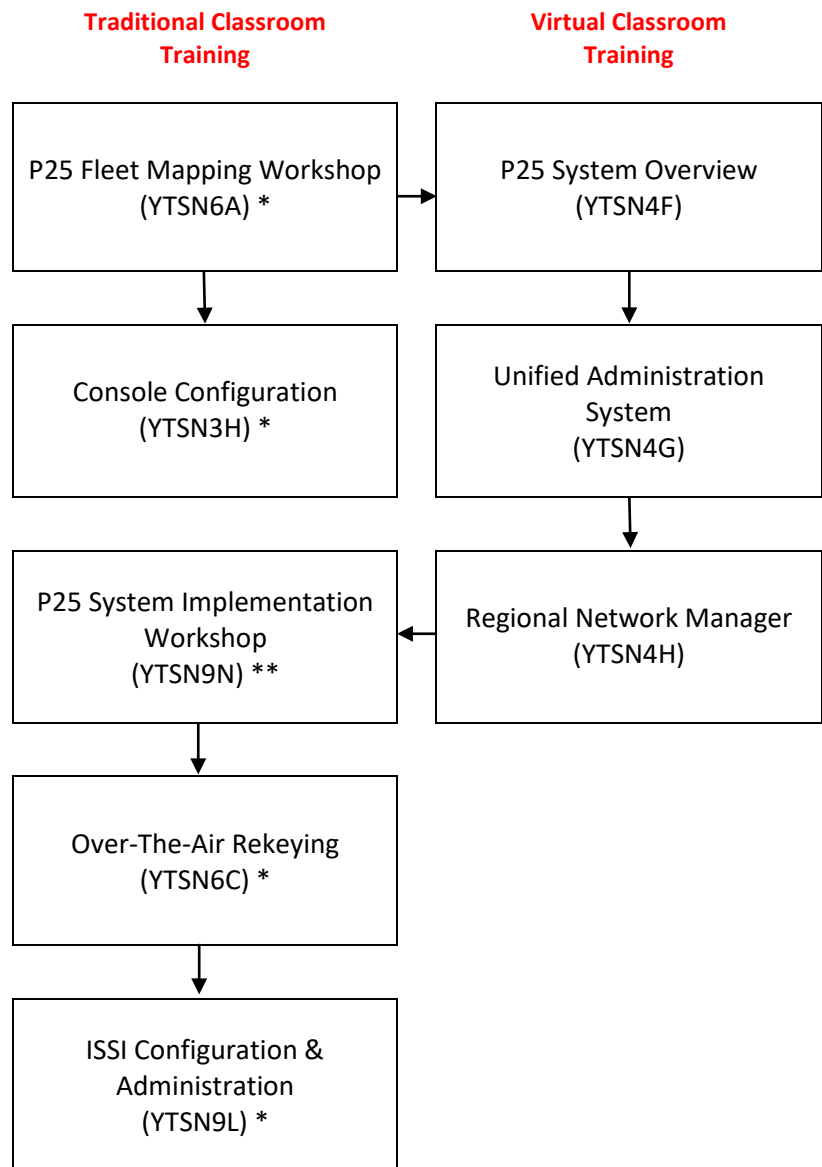 Traditional Classroom
Training
Virtual Classroom
Training
P25 Fleet Mapping Workshop
(YTSN6A) *
P25 System Overview
(YTSN4F)
Console Configuration
(YTSN3H) *
Unified Administration
System
(YTSN4G)
P25 System Implementation
Workshop
(YTSN9N) **
Regional Network Manager
(YTSN4H)
Over-The-Air Rekeying
(YTSN6C) *
ISSI Configuration &
Administration
(YTSN9L) *